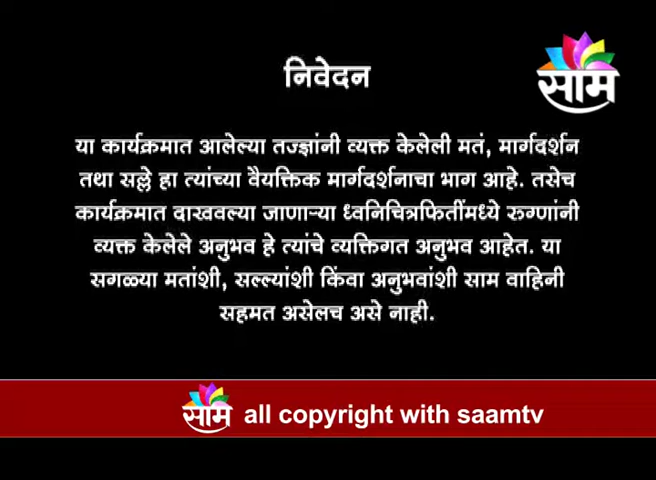 निवेदन
साम
या कार्यक्रमात आलेल्या तज्ज्ञांनी व्यक्त केलेली मतं, मार्गदर्शन
तथा सल्ले हा त्यांच्या वैयक्तिक मार्गदर्शनाचा भाग आहे. तसेच
कार्यक्रमात दाखवल्या जाणाऱ्या ध्वनिचित्रफितींमध्ये रुग्णांनी
व्यक्त केलेले अनुभव हे त्यांचे व्यक्तिगत अनुभव आहेत. या
सगळ्या मतांशी, सल्ल्यांशी किंवा अनुभवांशी साम वाहिनी
सहमत असेलच असे नाही.
साम all copyright with saamtv